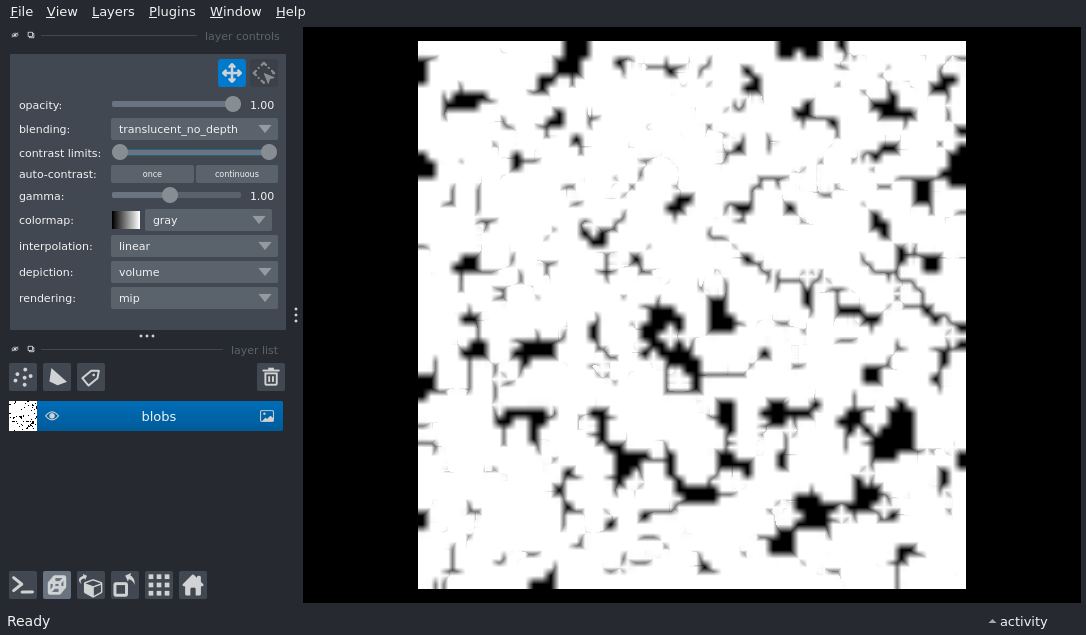 File View Layers Plugins Window Help
layer controls
opacity: 1.00
blending: translucent_no_depth
contrast limits:
auto-contrast: once continuous
gamma: 1.00
colormap: gray
interpolation: linear
depiction: volume
rendering: mip
layer list
blobs
Ready activity